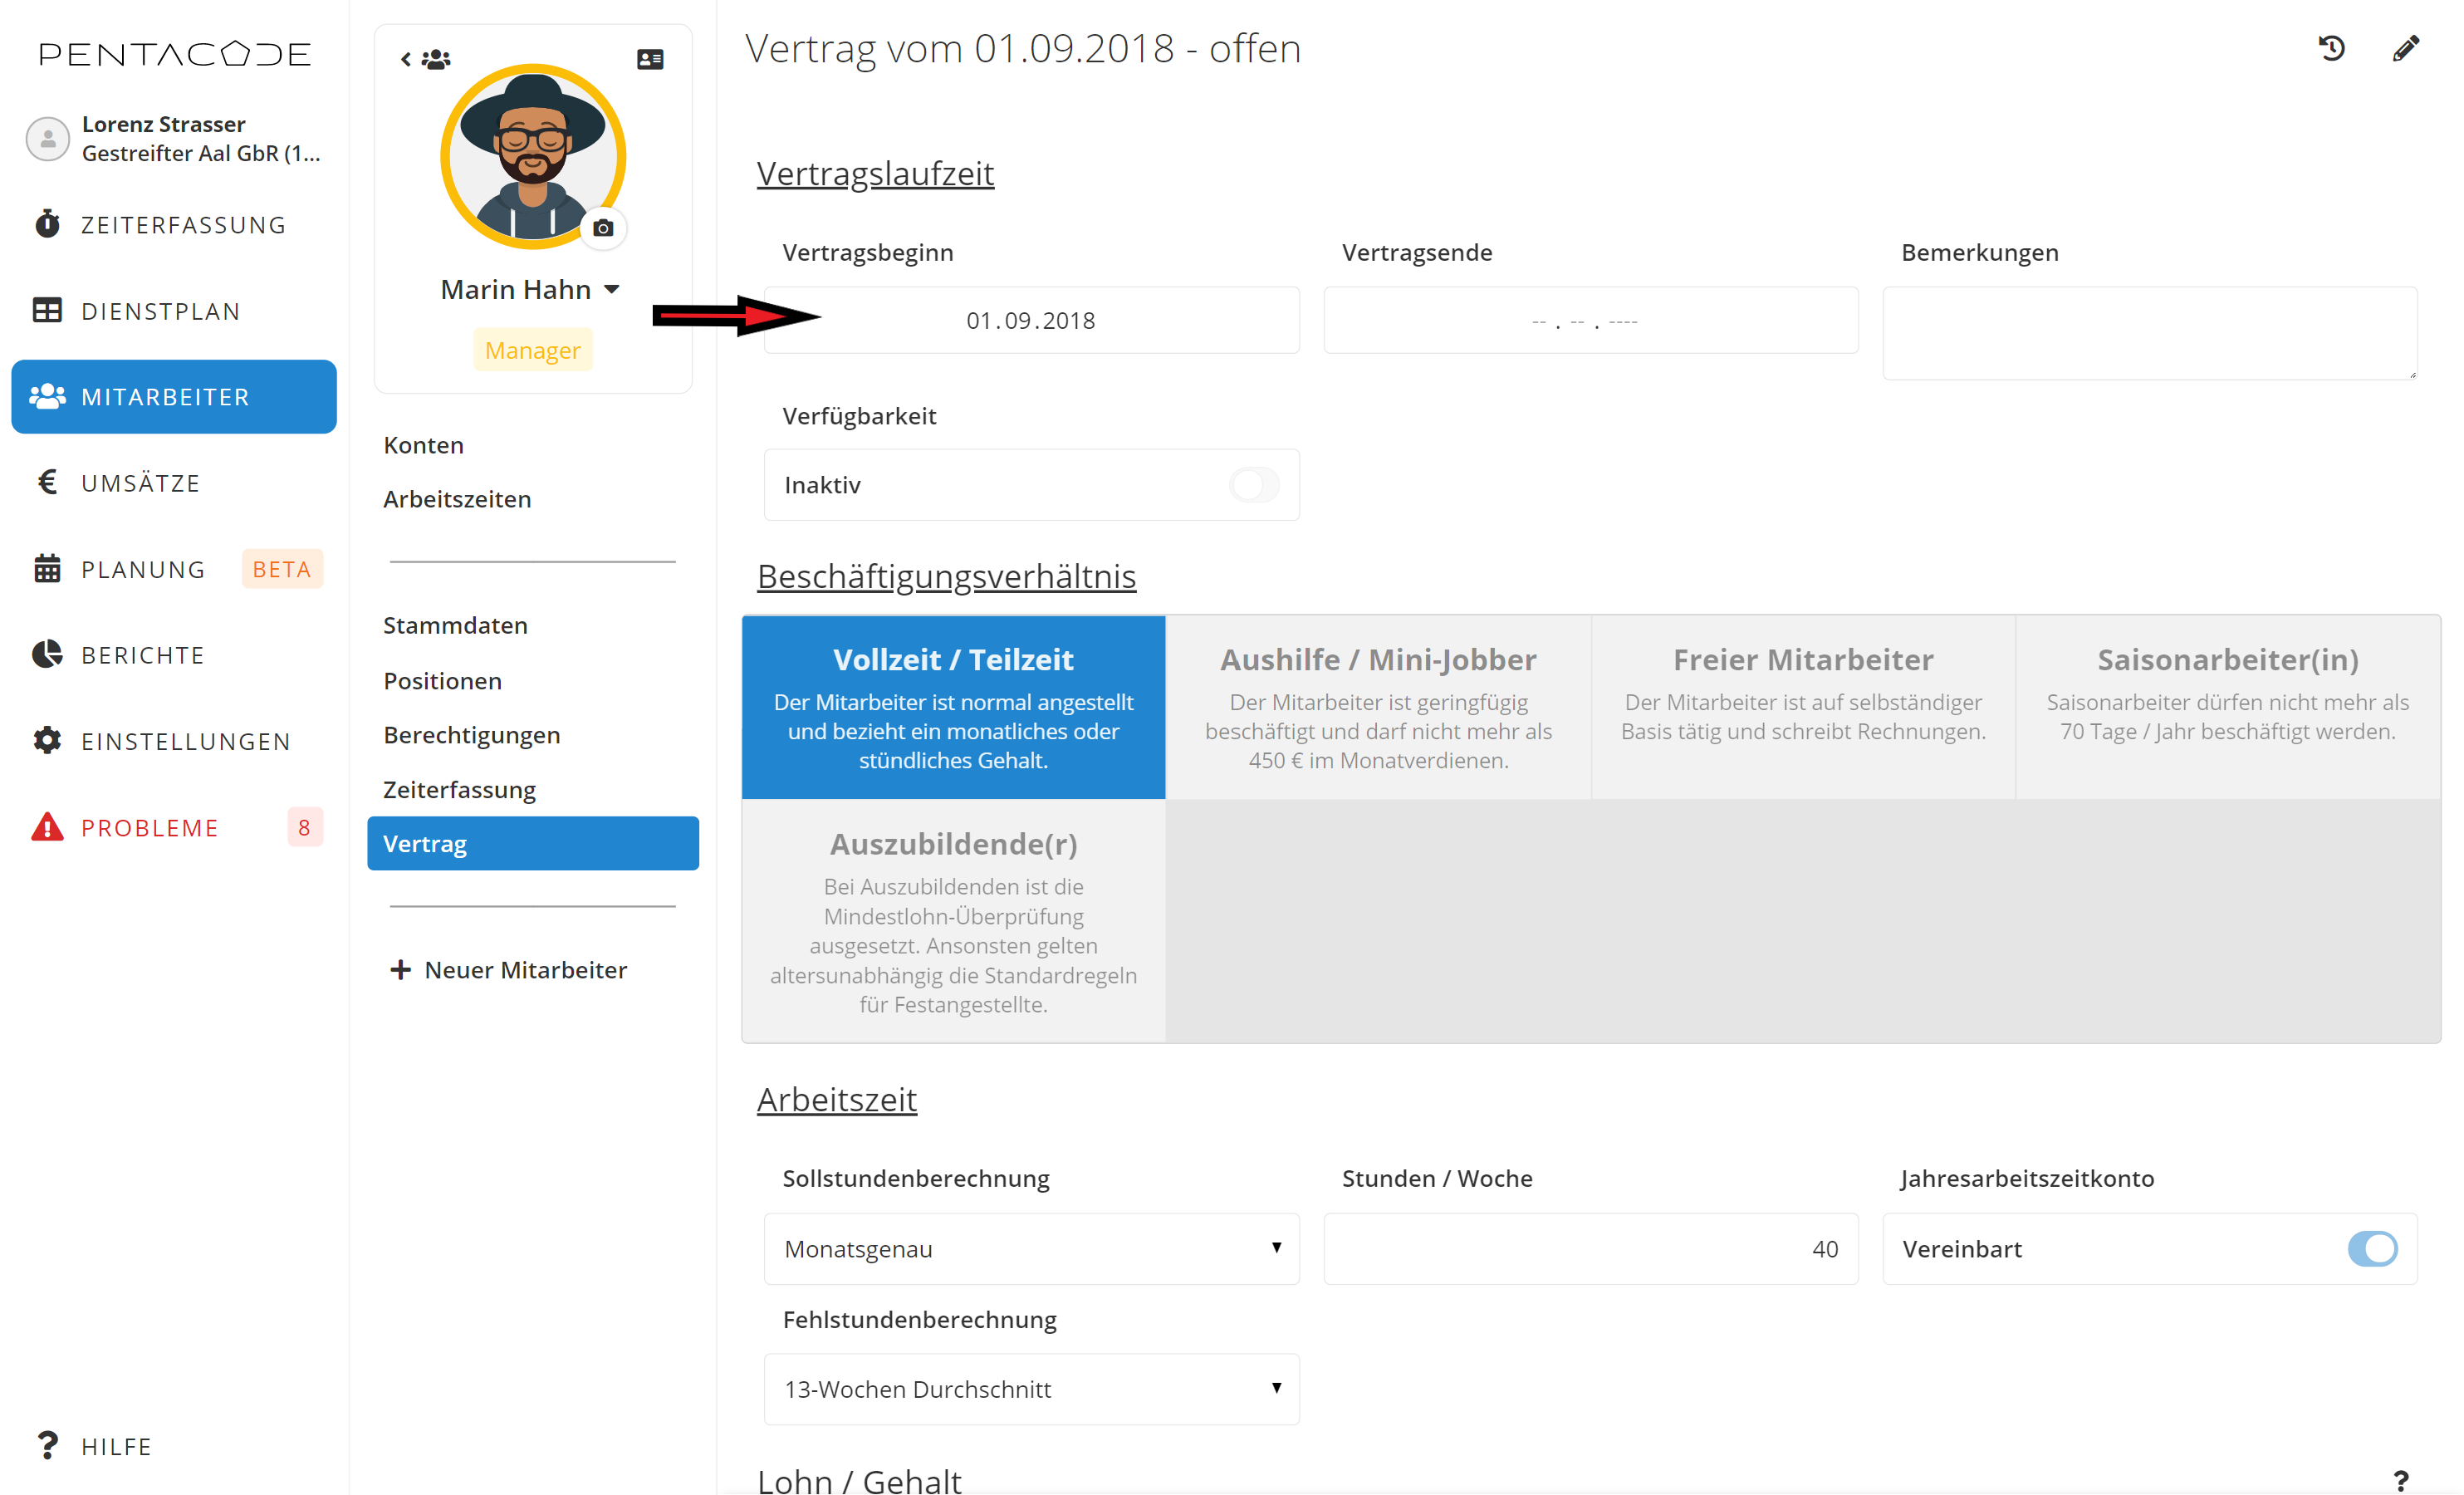 PENTACODE
Lorenz Strasser
Gestreifter Aal GbR (1...
ZEITERFASSUNG
DIENSTPLAN
MITARBEITER
UMSÄTZE
PLANUNG BETA
BERICHTE
EINSTELLUNGEN
PROBLEME 8
HILFE
Marin Hahn
Manager
Konten
Arbeitszeiten
Stammdaten
Positionen
Berechtigungen
Zeiterfassung
Vertrag
+ Neuer Mitarbeiter
Vertrag vom 01.09.2018 - offen
Vertragslaufzeit
Vertragsbeginn
01.09.2018
Vertragsende
-- . -- . ----
Bemerkungen
Verfügbarkeit
Inaktiv
Beschäftigungsverhältnis
Vollzeit / Teilzeit
Der Mitarbeiter ist normal angestellt
und bezieht ein monatliches oder
stündliches Gehalt.
Aushilfe / Mini-Jobber
Der Mitarbeiter ist geringfügig
beschäftigt und darf nicht mehr als
450 € im Monatverdienen.
Freier Mitarbeiter
Der Mitarbeiter ist auf selbständiger
Basis tätig und schreibt Rechnungen.
Saisonarbeiter(in)
Saisonarbeiter dürfen nicht mehr als
70 Tage / Jahr beschäftigt werden.
Auszubildende(r)
Bei Auszubildenden ist die
Mindestlohn-Überprüfung
ausgesetzt. Ansonsten gelten
altersunabhängig die Standardregeln
für Festangestellte.
Arbeitszeit
Sollstundenberechnung
Monatsgenau
Stunden / Woche
40
Jahresarbeitszeitkonto
Vereinbart
Fehlstundenberechnung
13-Wochen Durchschnitt
Lohn / Gehalt
?